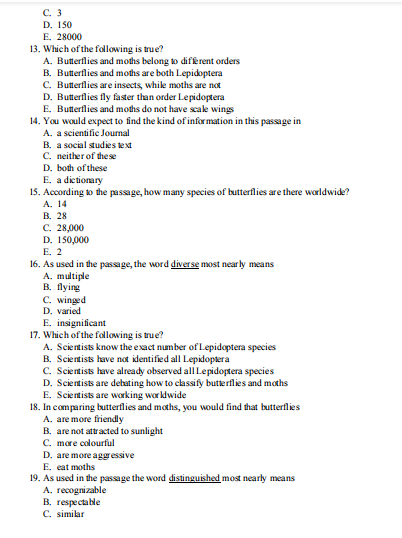 C. 3
D. 150
E. 28000
13. Which of the following is true?
A. Butterflies and moths belong to different orders
B. Butterflies and moths are both Lepidoptera
C. Butterflies are insects, while moths are not
D. Butterflies fly faster than order Lepidoptera
E. Butterflies and moths do not have scale wings
14. You would expect to find the kind of information in this passage in
A. a scientific Journal
B. a social studies text
C. neither of these
D. both of these
E. a dictionary
15. According to the passage, how many species of butterflies are there worldwide?
A. 14
B. 28
C. 28,000
D. 150,000
E. 2
16. As used in the passage, the word diverse most nearly means
A. multiple
B. flying
C. winged
D. varied
E. insignificant
17. Which of the following is true?
A. Scientists know the exact number of Lepidoptera species
B. Scientists have not identified all Lepidoptera
C. Scientists have already observed all Lepidoptera species
D. Scientists are debating how to classify butterflies and moths
E. Scientists are working worldwide
18. In comparing butterflies and moths, you would find that butterflies
A. are more friendly
B. are not attracted to sunlight
C. more colourful
D. are more aggressive
E. eat moths
19. As used in the passage the word distinguished most nearly means
A. recognizable
B. respectable
C. similar